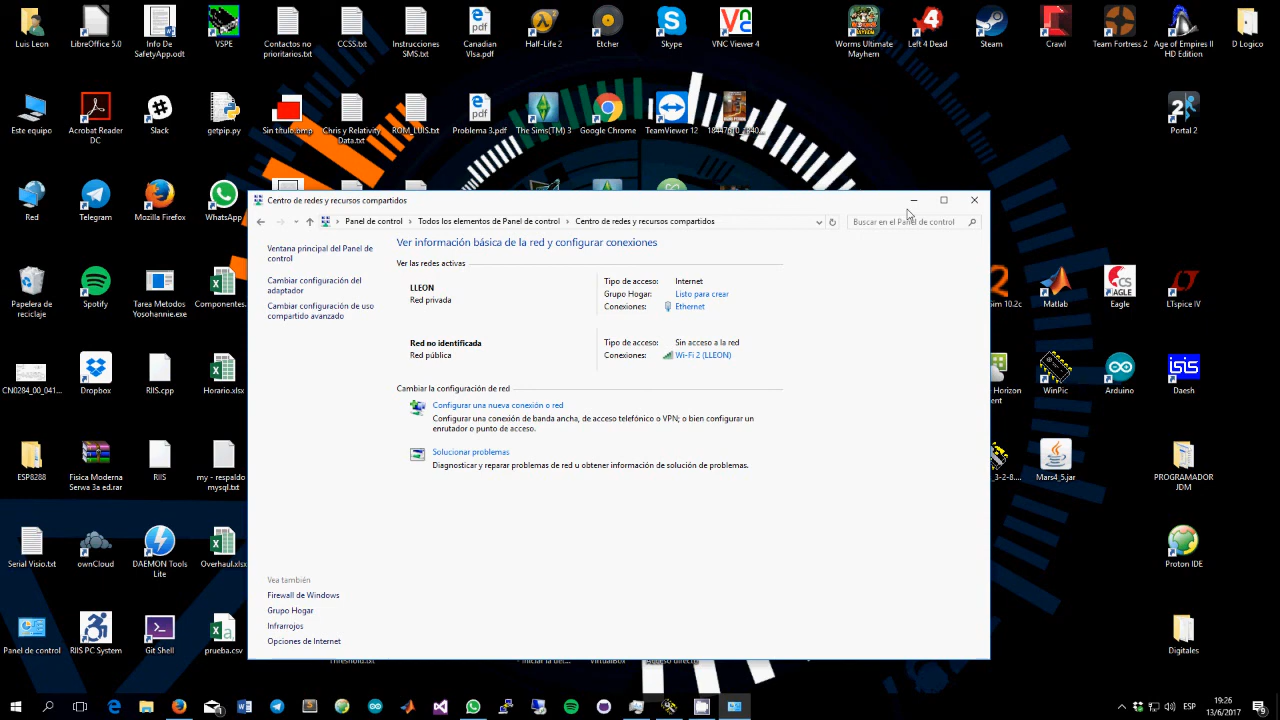 Luis Leon
LibreOffice 5.0
Info De
SafetyApp.odt
VSPE
Contactos no
prioritarios.txt
CCSS.txt
Instrucciones
SMS.txt
Canadian
VIsa.pdf
Half-Life 2
Etcher
Skype
VNC Viewer 4
Worms Ultimate
Mayhem
Left 4 Dead
Steam
Crawl
Team Fortress 2
Age of Empires II
HD Edition
D Logico
Este equipo
Acrobat Reader
DC
Slack
getpip.py
Sin título.bmp
Chris y Relativity
Data.txt
ROM_LUIS.txt
Problema 3.pdf
The Sims(TM) 3
Google Chrome
TeamViewer 12
Portal 2
Red
Telegram
Mozilla Firefox
WhatsApp
Centro de redes y recursos compartidos
Panel de control
Todos los elementos de Panel de control
Centro de redes y recursos compartidos
Buscar en el Panel de control
Ventana principal del Panel de
control
Cambiar configuración del
adaptador
Cambiar configuración de uso
compartido avanzado
Ver información básica de la red y configurar conexiones
Ver las redes activas
LLEON
Red privada
Tipo de acceso: Internet
Grupo Hogar: Listo para crear
Conexiones: Ethernet
Red no identificada
Red pública
Tipo de acceso: Sin acceso a la red
Conexiones: Wi-Fi 2 (LLEON)
Cambiar la configuración de red
Configurar una nueva conexión o red
Configurar una conexión de banda ancha, de acceso telefónico o VPN; o bien configurar un
enrutador o punto de acceso.
Solucionar problemas
Diagnosticar y reparar problemas de red u obtener información de solución de problemas.
Vea también
Firewall de Windows
Grupo Hogar
Infrarrojos
Opciones de Internet
Papelera de
reciclaje
Spotify
Tarea Metodos
Yosohannie.exe
Componentes.
Sim 10.2c
Matlab
Eagle
LTspice IV
CN0284_00_041...
Dropbox
RIIS.cpp
Horario.xlsx
Horizon
ent
WinPic
Arduino
Daesh
ESP8288
Fisica Moderna
Serwa 3a ed.rar
RIIS
my - respaldo
mysql.txt
_3-2-8....
Mars4_5.jar
PROGRAMADOR
JDM
Serial Visio.txt
ownCloud
DAEMON Tools
Lite
Overhaul.xlsx
Proton IDE
Panel de control
RIIS PC System
Git Shell
prueba.csv
Threshold.txt
VirtualBox
Acceso directo
Digitales
ESP
19:26
13/6/2017